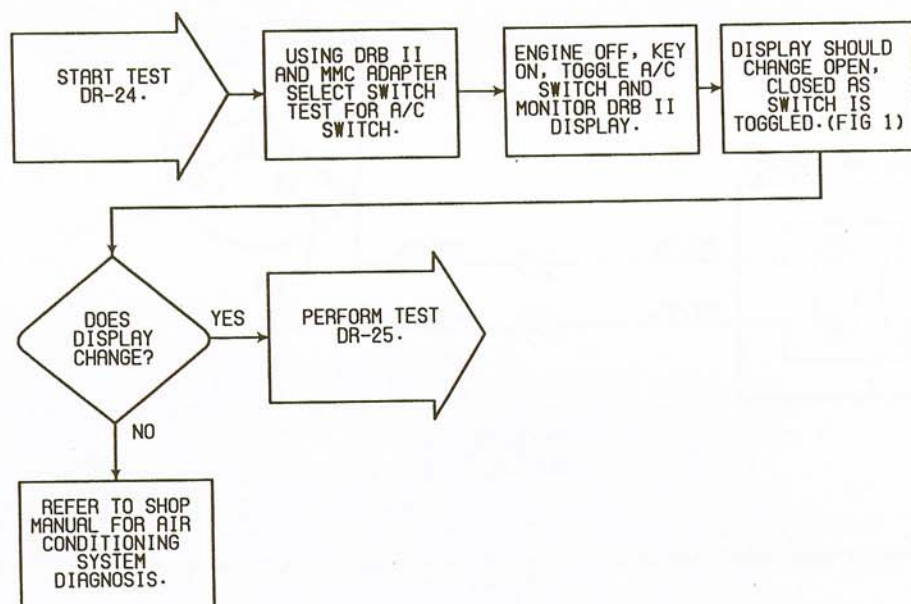 START TEST
DR-24.
USING DRB II
AND MMC ADAPTER
SELECT SWITCH
TEST FOR A/C
SWITCH.
ENGINE OFF, KEY
ON, TOGGLE A/C
SWITCH AND
MONITOR DRB II
DISPLAY.
DISPLAY SHOULD
CHANGE OPEN,
CLOSED AS
SWITCH IS
TOGGLED.(FIG 1)
DOES
DISPLAY
CHANGE?
YES
PERFORM TEST
DR-25.
NO
REFER TO SHOP
MANUAL FOR AIR
CONDITIONING
SYSTEM
DIAGNOSIS.